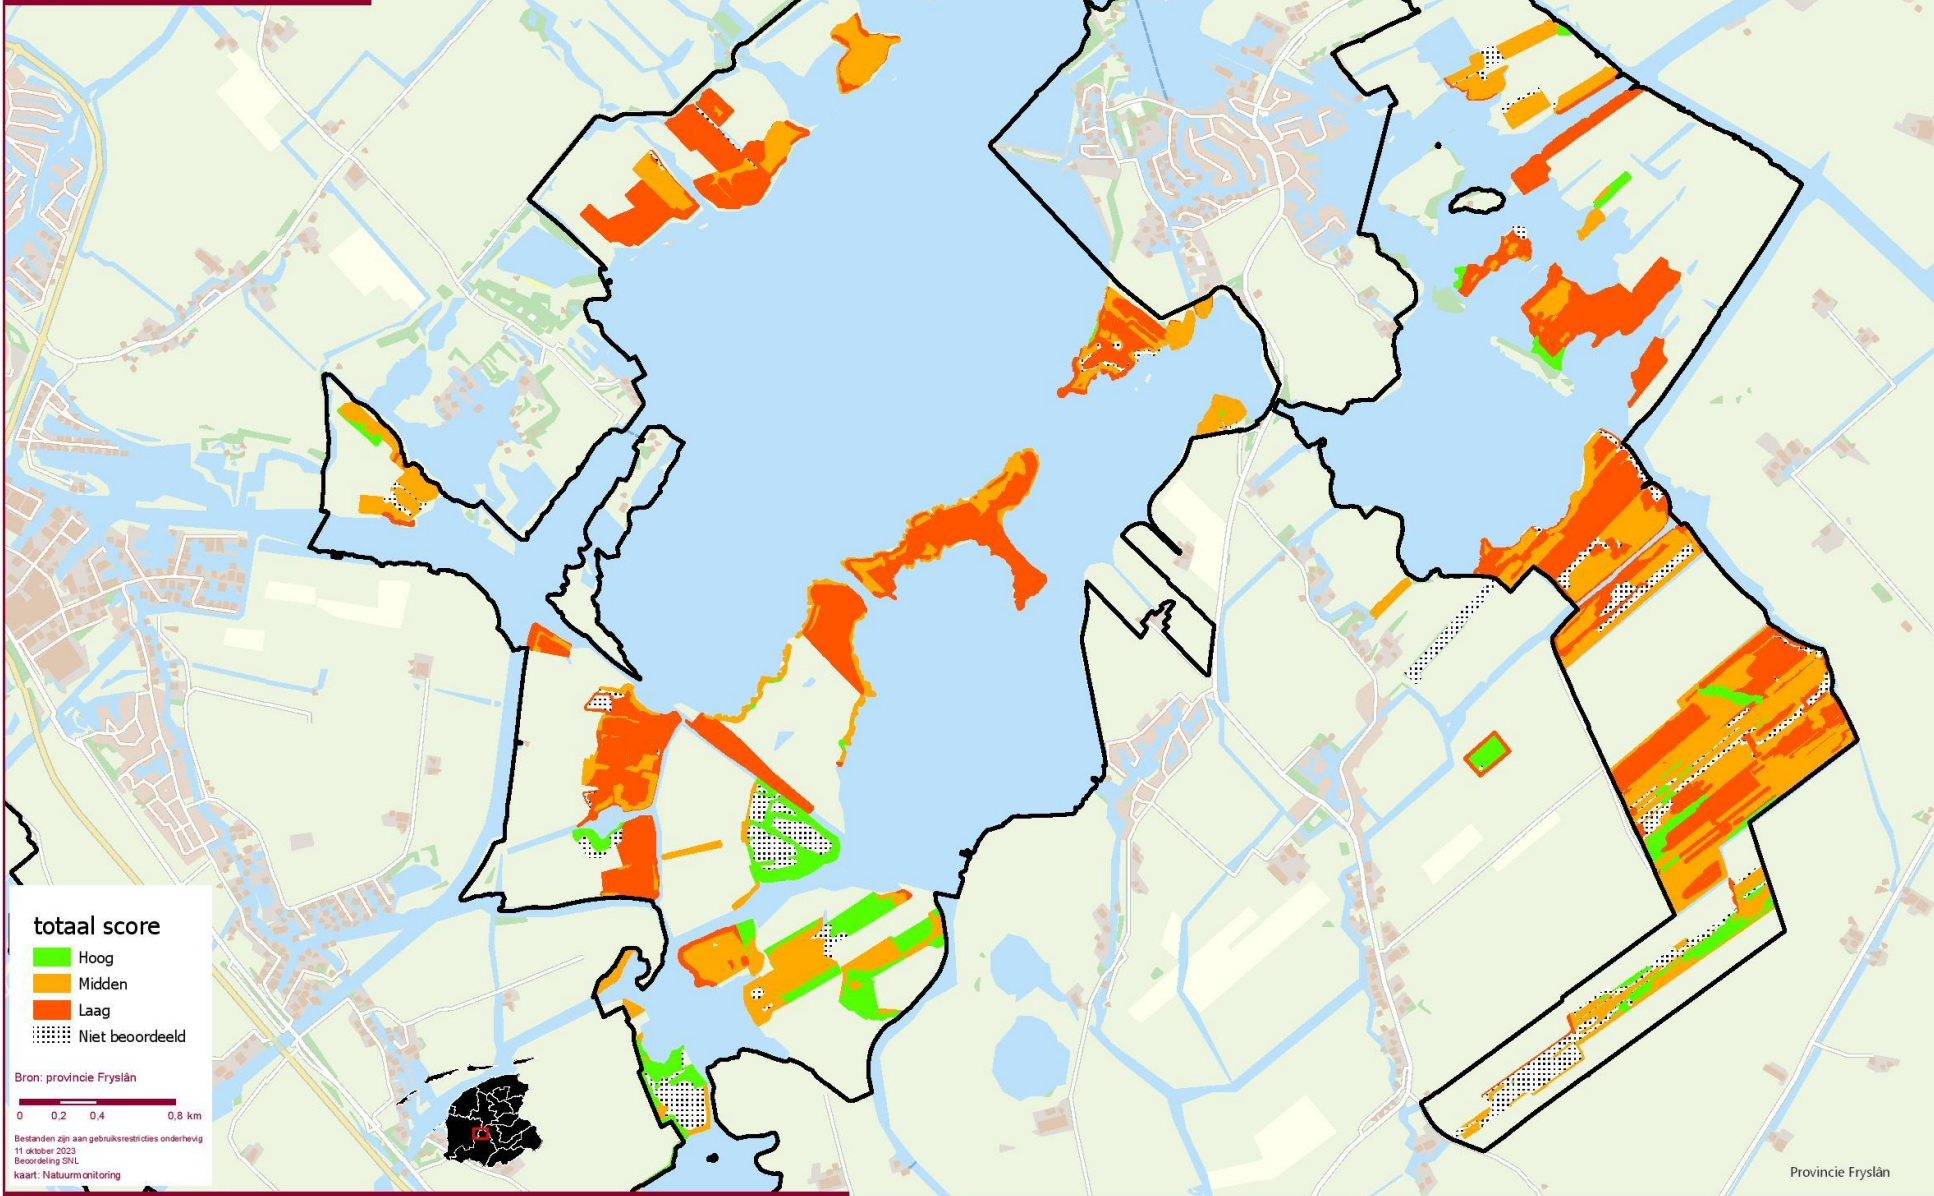 totaal score
Hoog
Midden
Laag
Niet beoordeeld
Bron: provincie Fryslân
0 0,2 0,4 0,8 km
Bestanden zijn aan gebruiksrestricties onderhevig
11 oktober 2023
Beoordeling SNL
kaart: Natuurmonitoring
Provincie Fryslân